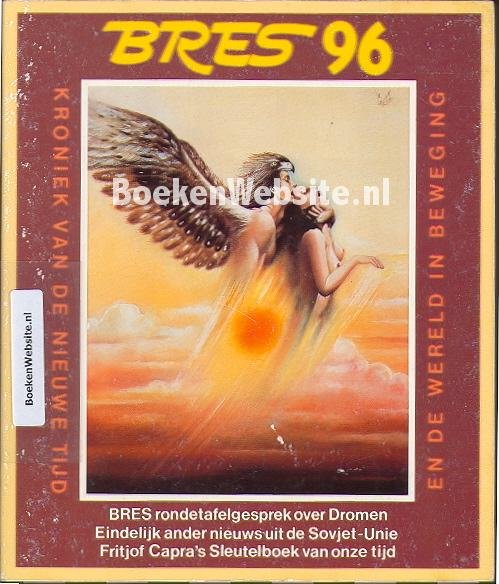 BRES 96
KRONIEK VAN DE NIEUWE TIJD
EN DE WERELD IN BEWEGING
BoekenWebsite.nl
BoekenWebsite.nl
BRES rondetafelgesprek over Dromen
Eindelijk ander nieuws uit de Sovjet-Unie
Fritjof Capra's Sleutelboek van onze tijd